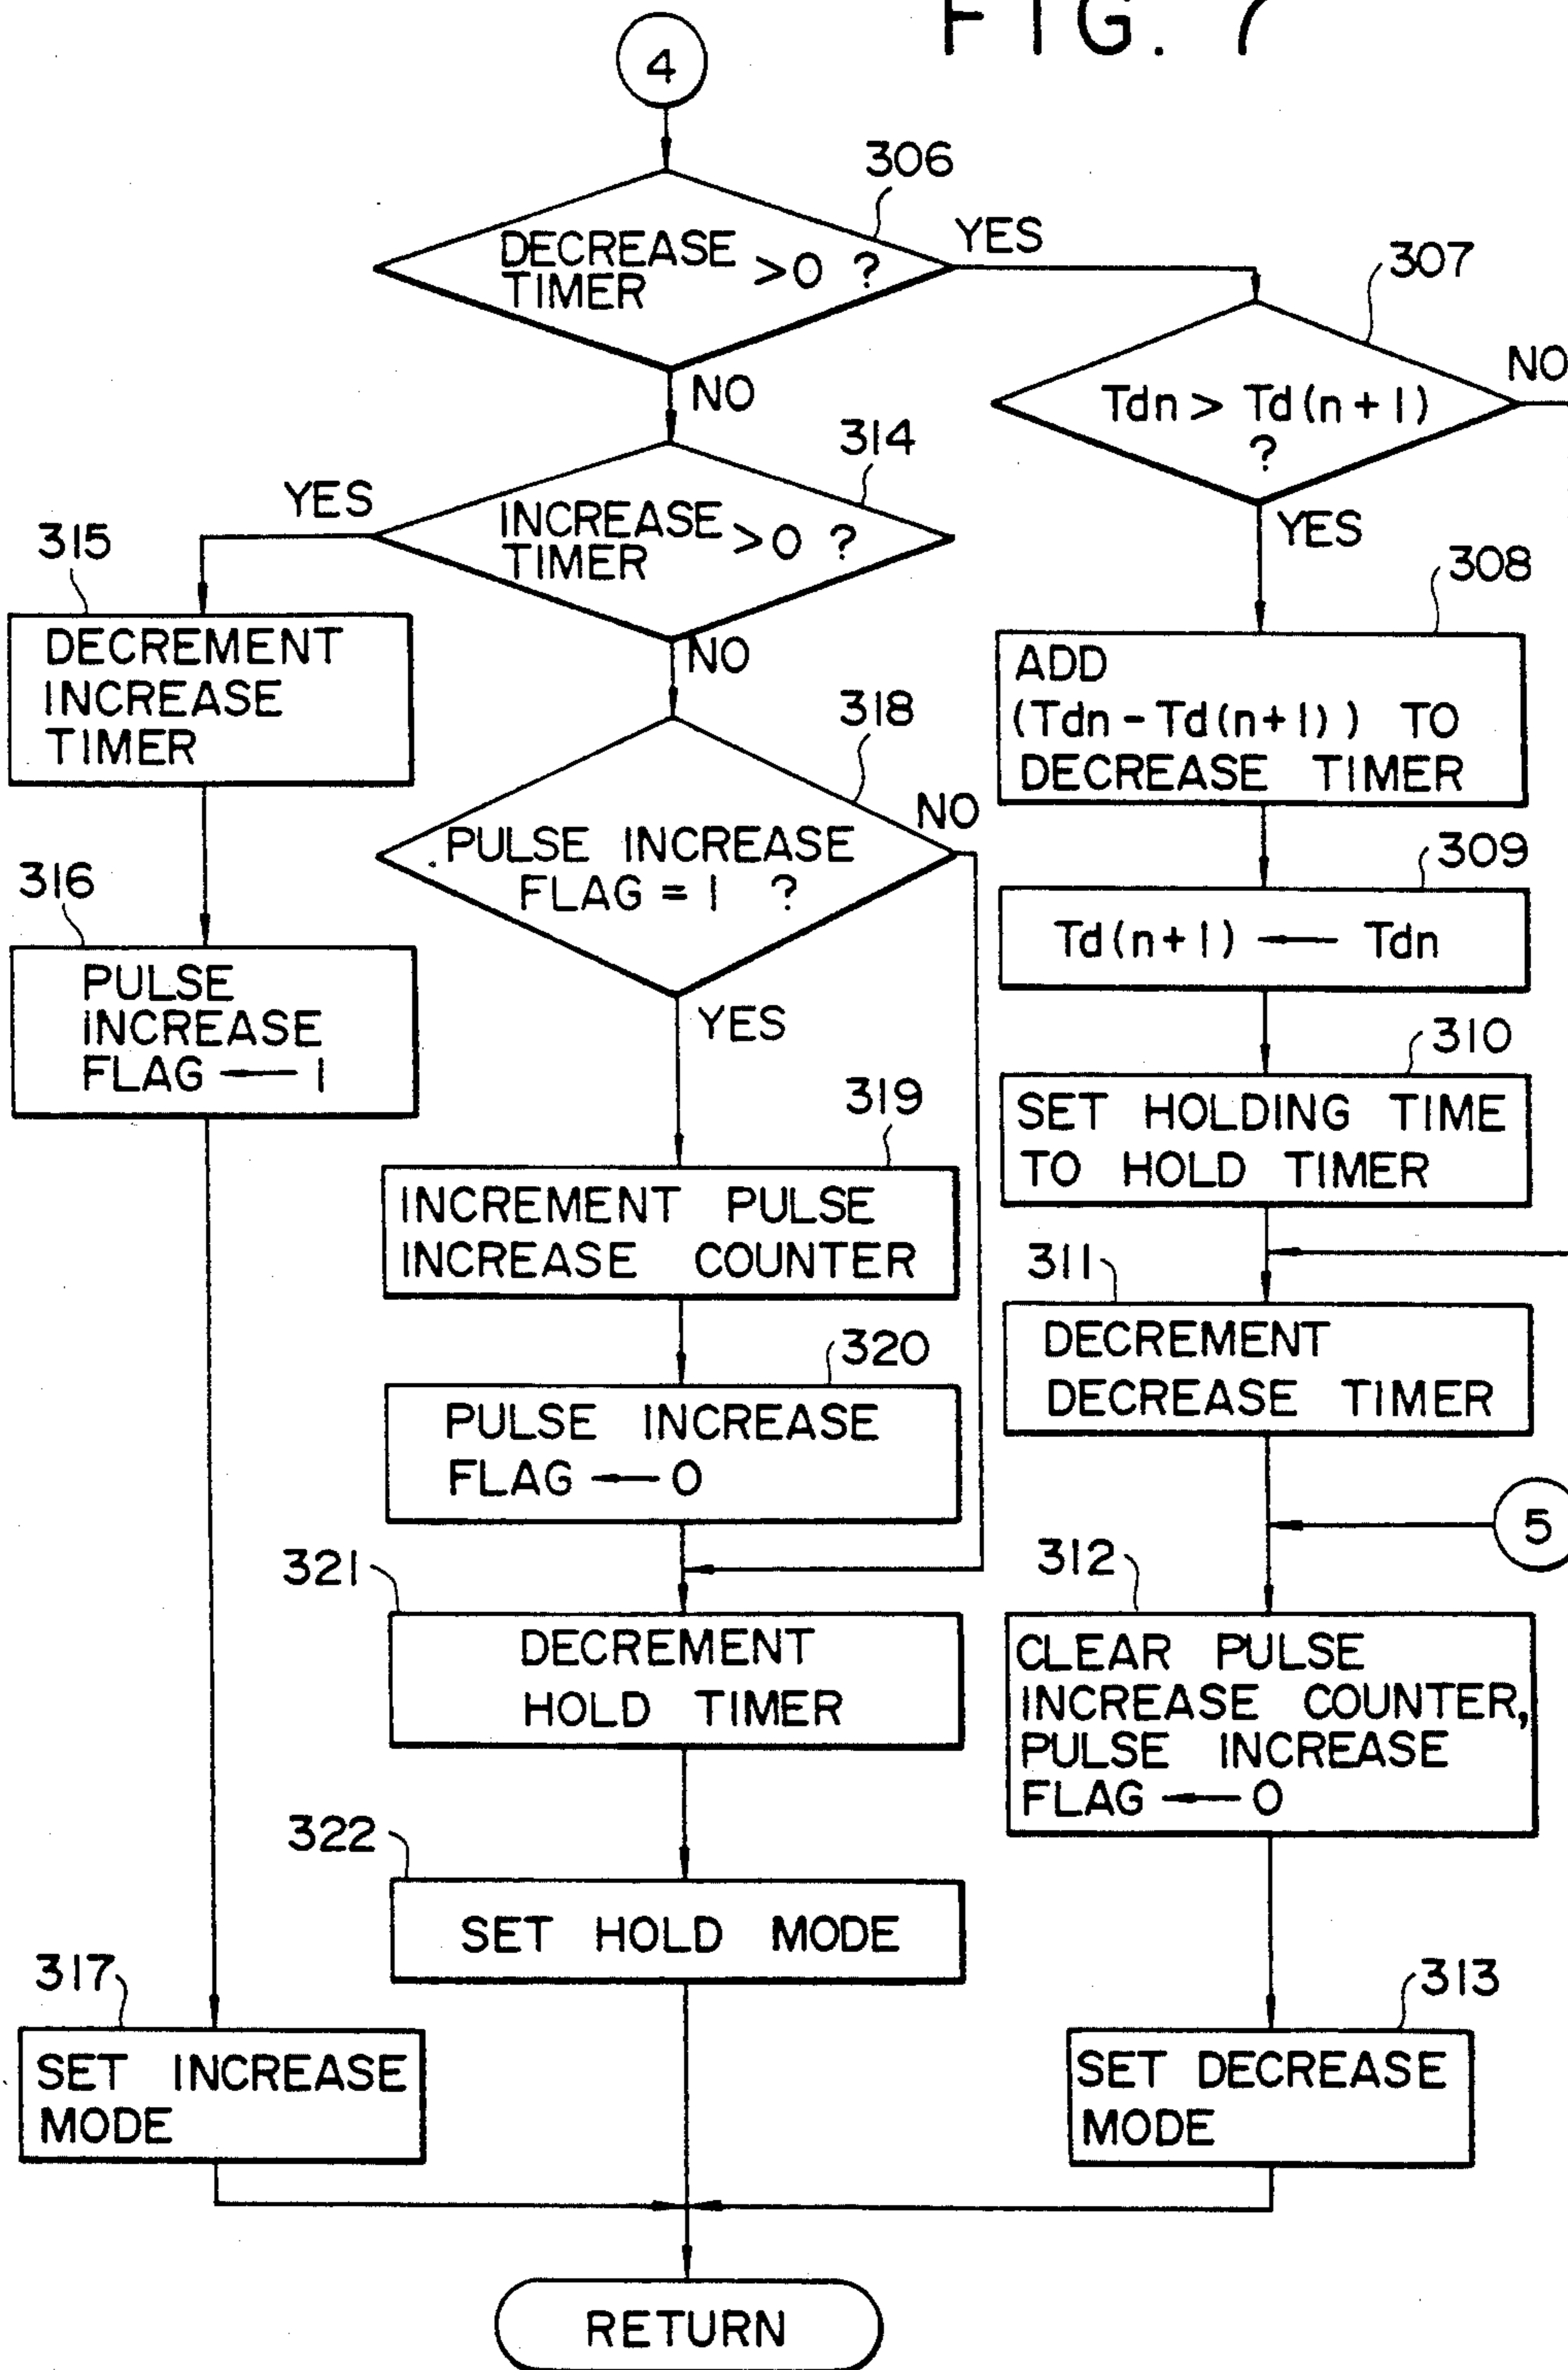 FIG. 7
4
306
DECREASE
TIMER >0 ?
YES
NO
307
Tdn > Td(n+1)
?
NO
YES
314
INCREASE
TIMER >0 ?
YES
NO
315
DECREMENT
INCREASE
TIMER
308
ADD
(Tdn-Td(n+1)) TO
DECREASE TIMER
318
PULSE INCREASE
FLAG = 1 ?
NO
YES
309
Td(n+1) ← Tdn
316
PULSE
INCREASE
FLAG ← 1
310
SET HOLDING TIME
TO HOLD TIMER
319
INCREMENT PULSE
INCREASE COUNTER
311
DECREMENT
DECREASE TIMER
320
PULSE INCREASE
FLAG ← 0
5
321
DECREMENT
HOLD TIMER
312
CLEAR PULSE
INCREASE COUNTER,
PULSE INCREASE
FLAG ← 0
322
SET HOLD MODE
317
SET INCREASE
MODE
313
SET DECREASE
MODE
RETURN